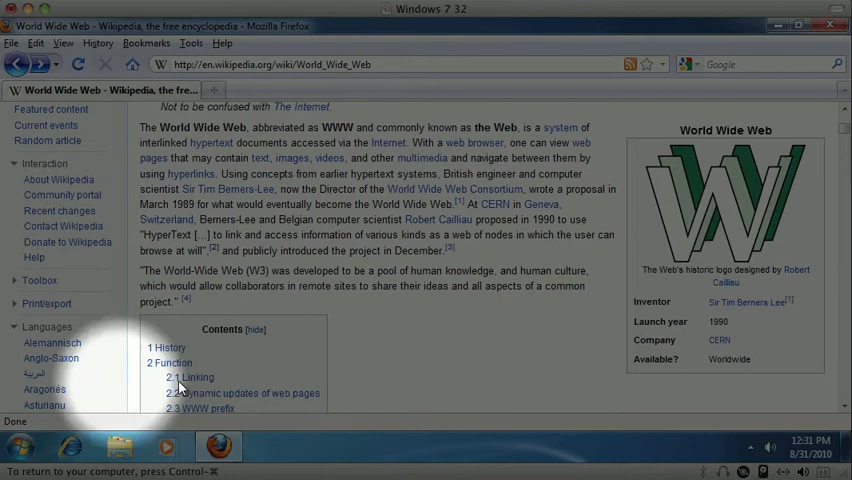 Windows 7 32
World Wide Web - Wikipedia, the free encyclopedia - Mozilla Firefox
File Edit View History Bookmarks Tools Help
http://en.wikipedia.org/wiki/World_Wide_Web
Google
World Wide Web - Wikipedia, the fre...
Featured content
Current events
Random article
Interaction
About Wikipedia
Community portal
Recent changes
Contact Wikipedia
Donate to Wikipedia
Help
Toolbox
Print/export
Languages
Alemannisch
Anglo-Saxon
العربية
Aragonés
Asturianu
Not to be confused with The Internet.
The World Wide Web, abbreviated as WWW and commonly known as the Web, is a system of
interlinked hypertext documents accessed via the Internet. With a web browser, one can view web
pages that may contain text, images, videos, and other multimedia and navigate between them by
using hyperlinks. Using concepts from earlier hypertext systems, British engineer and computer
scientist Sir Tim Berners-Lee, now the Director of the World Wide Web Consortium, wrote a proposal in
March 1989 for what would eventually become the World Wide Web.[1] At CERN in Geneva,
Switzerland, Berners-Lee and Belgian computer scientist Robert Cailliau proposed in 1990 to use
"HyperText [...] to link and access information of various kinds as a web of nodes in which the user can
browse at will",[2] and publicly introduced the project in December.[3]
"The World-Wide Web (W3) was developed to be a pool of human knowledge, and human culture,
which would allow collaborators in remote sites to share their ideas and all aspects of a common
project." [4]
Contents [hide]
1 History
2 Function
2.1 Linking
2.2 Dynamic updates of web pages
2.3 WWW prefix
World Wide Web
The Web's historic logo designed by Robert
Cailliau
Inventor Sir Tim Berners Lee[1]
Launch year 1990
Company CERN
Available? Worldwide
Done
12:31 PM
8/31/2010
To return to your computer, press Control-⌘